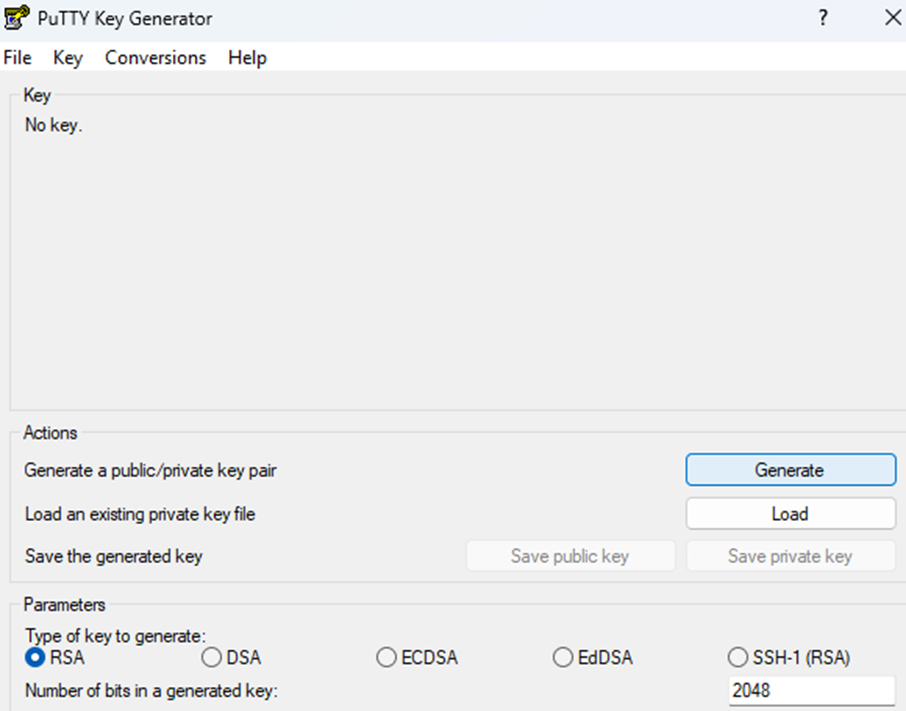 PuTTY Key Generator ? ×
File Key Conversions Help
Key
No key.
Actions
Generate a public/private key pair Generate
Load an existing private key file Load
Save the generated key Save public key Save private key
Parameters
Type of key to generate:
RSA DSA ECDSA EdDSA SSH-1 (RSA)
Number of bits in a generated key: 2048